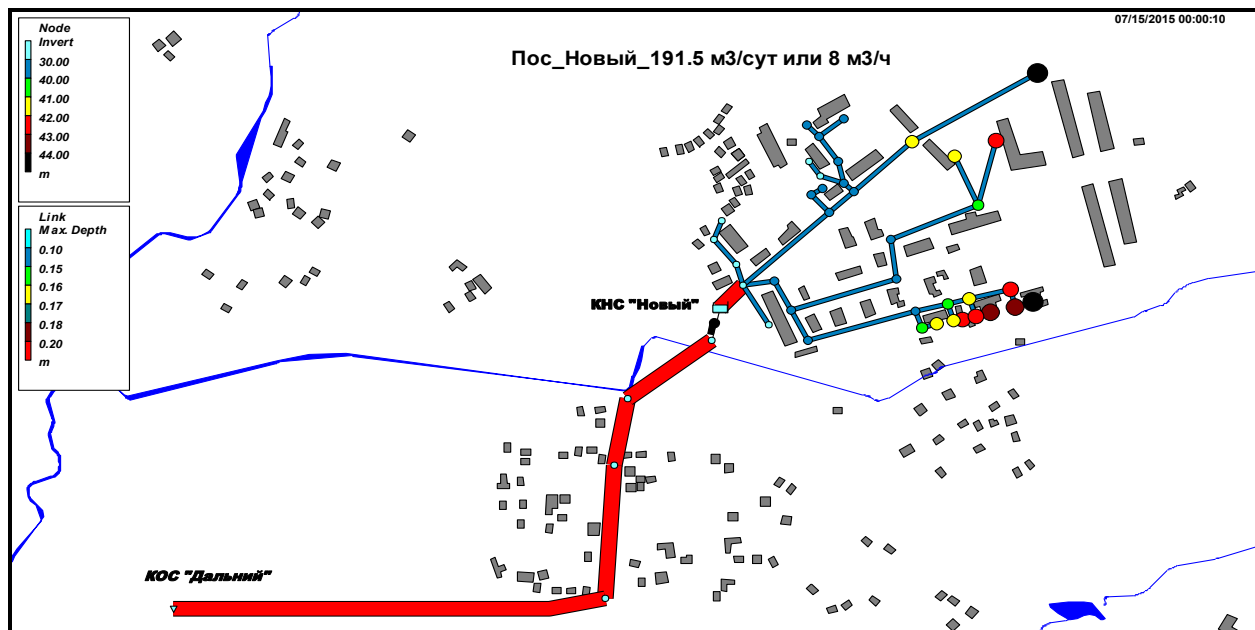 07/15/2015 00:00:10
Node
Invert
30.00
40.00
41.00
42.00
43.00
44.00
m
Пос_Новый_191.5 м3/сут или 8 м3/ч
Link
Max. Depth
0.10
0.15
0.16
0.17
0.18
0.20
m
КНС "Новый"
КОС "Дальний"